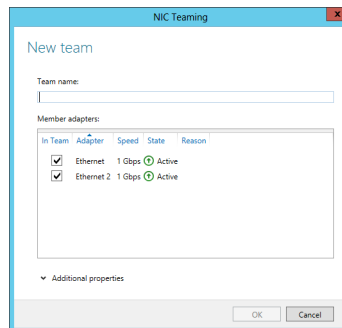 NIC Teaming
x
New team
Team name:
Member adapters:
In Team Adapter Speed State Reason
Ethernet 1 Gbps Active
Ethernet 2 1 Gbps Active
Additional properties
OK Cancel